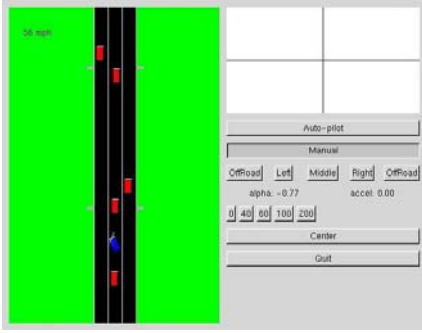 56 mph
Auto-pilot
Manual
OffRoad Left Middle Right OffRoad
alpha: -0.77 accel: 0.00
0 40 60 100 200
Center
Quit